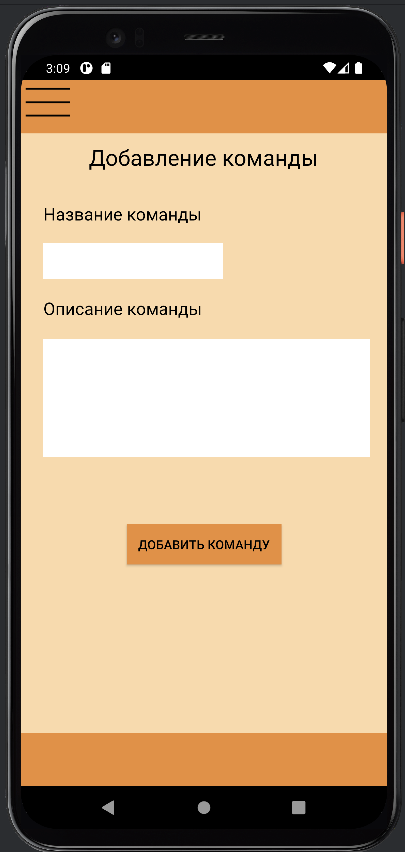 3:09
Добавление команды
Название команды
Описание команды
ДОБАВИТЬ КОМАНДУ